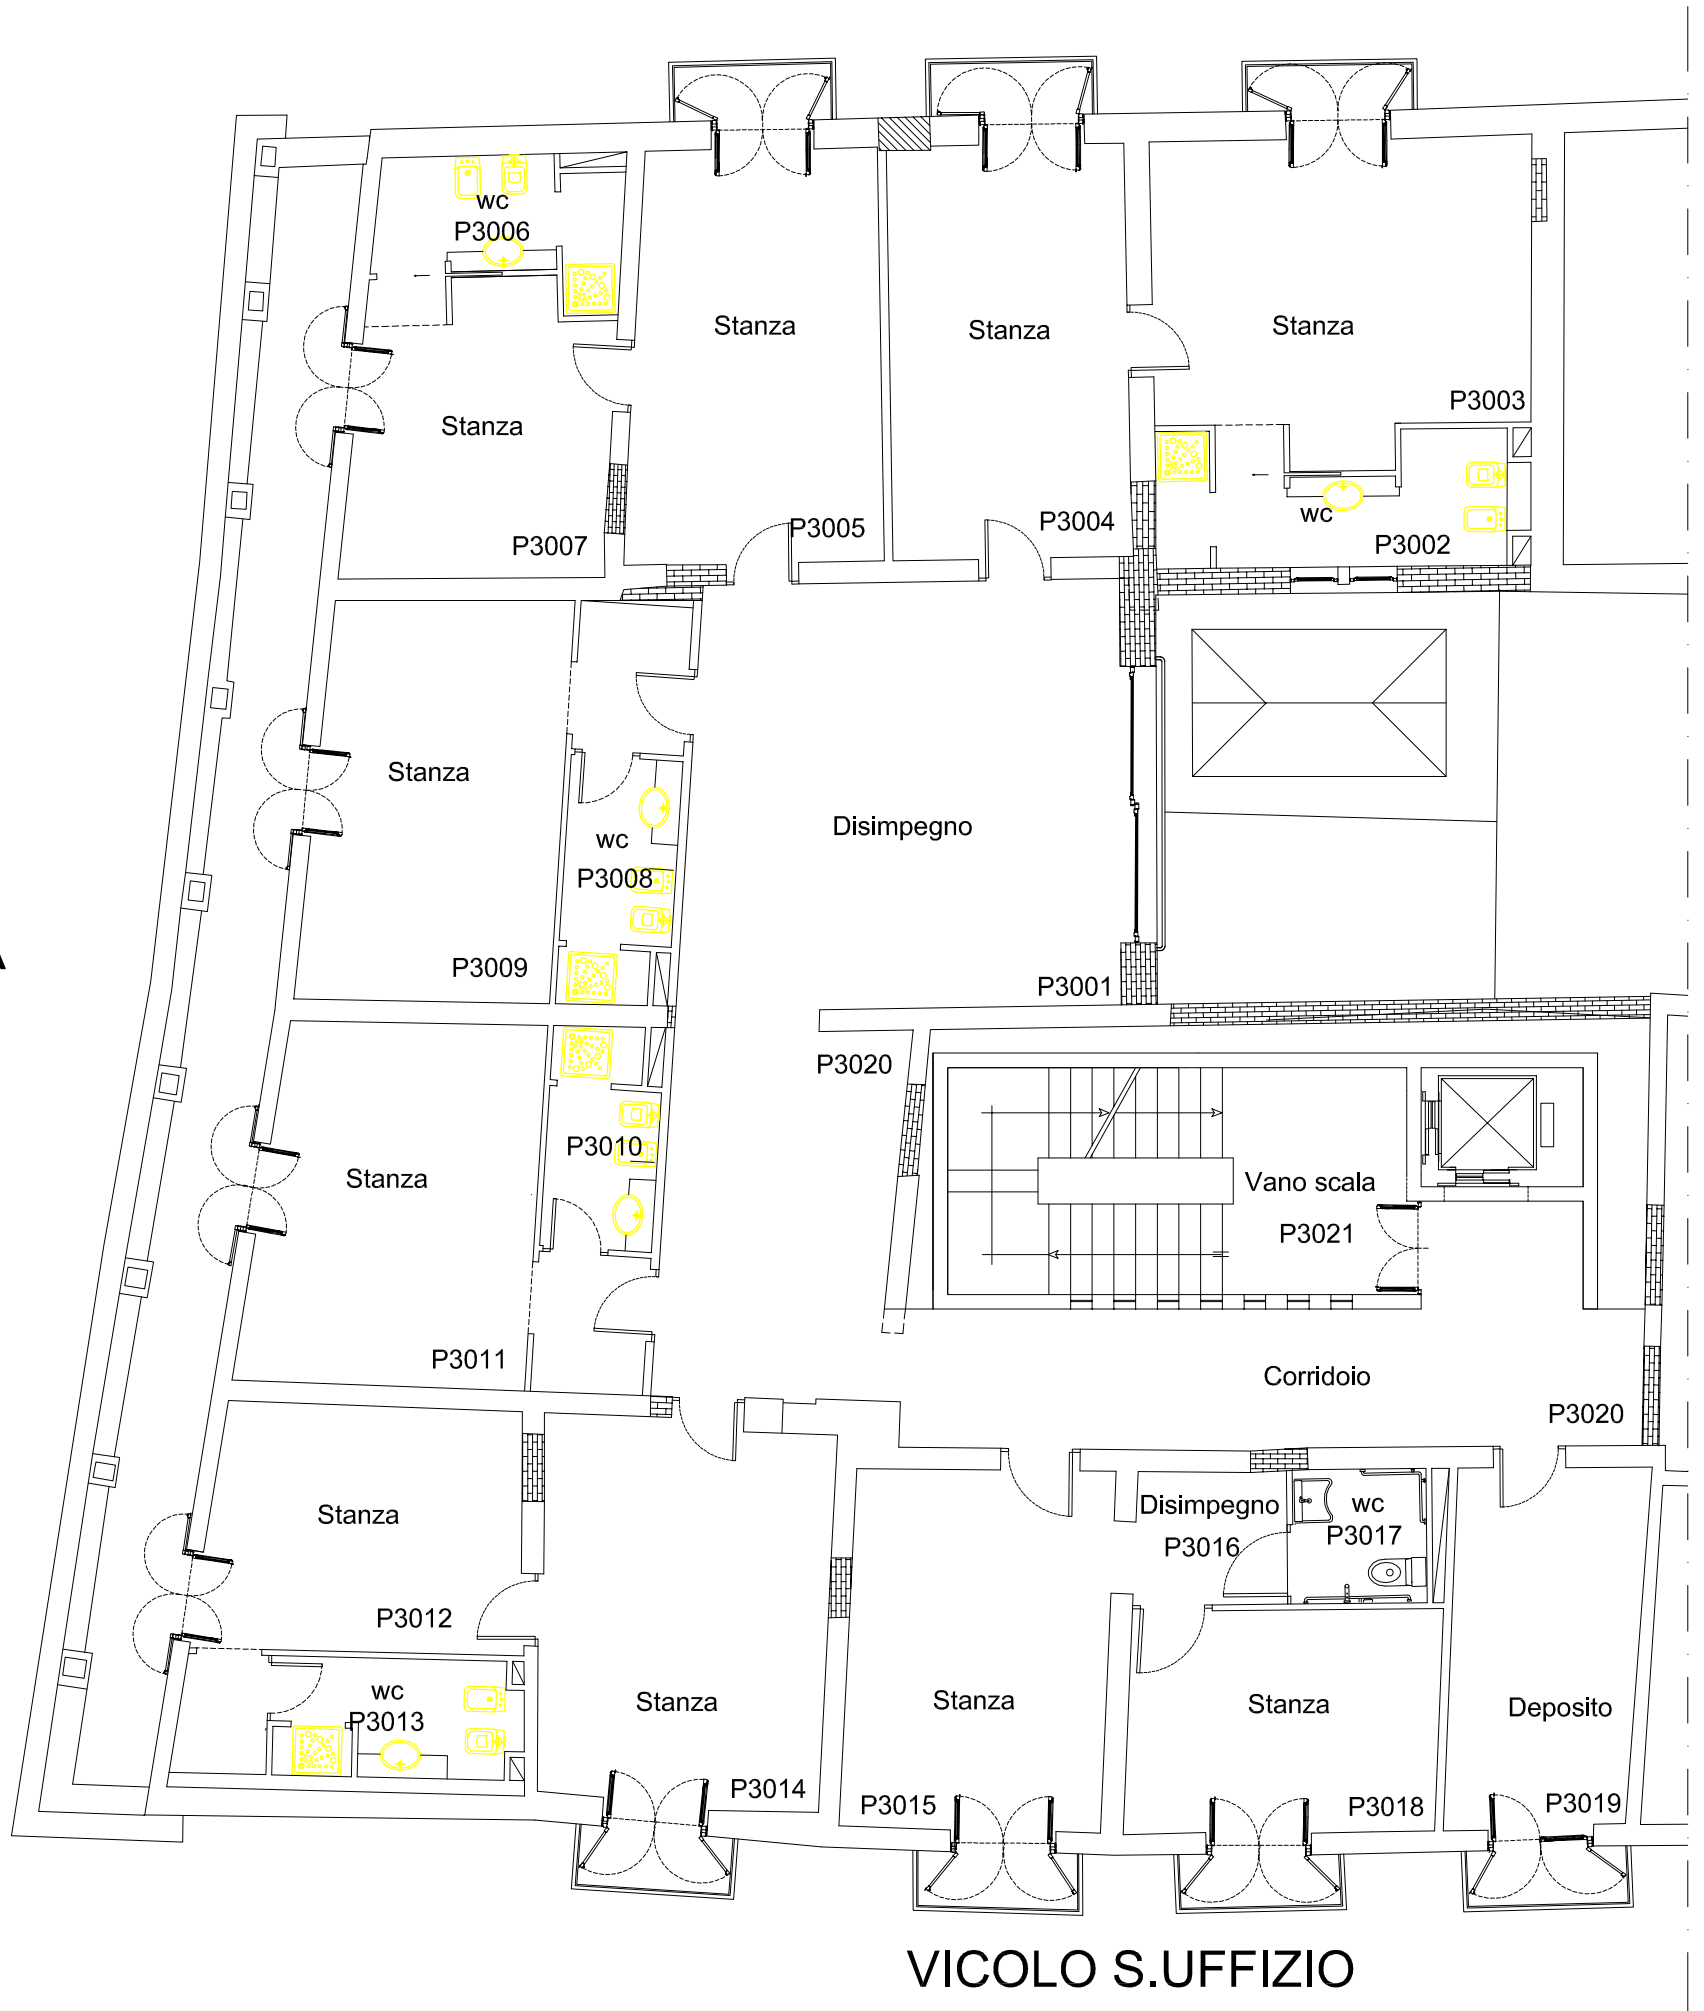 wc
P3006
Stanza
Stanza
Stanza
P3003
Stanza
P3007
P3005
P3004
wc
P3002
Stanza
Disimpegno
wc
P3008
P3009
P3001
P3020
P3010
Stanza
Vano scala
P3021
P3011
Corridoio
P3020
Stanza
Disimpegno
P3016
wc
P3017
P3012
wc
P3013
Stanza
Stanza
Stanza
Deposito
P3014
P3015
P3018
P3019
VICOLO S.UFFIZIO